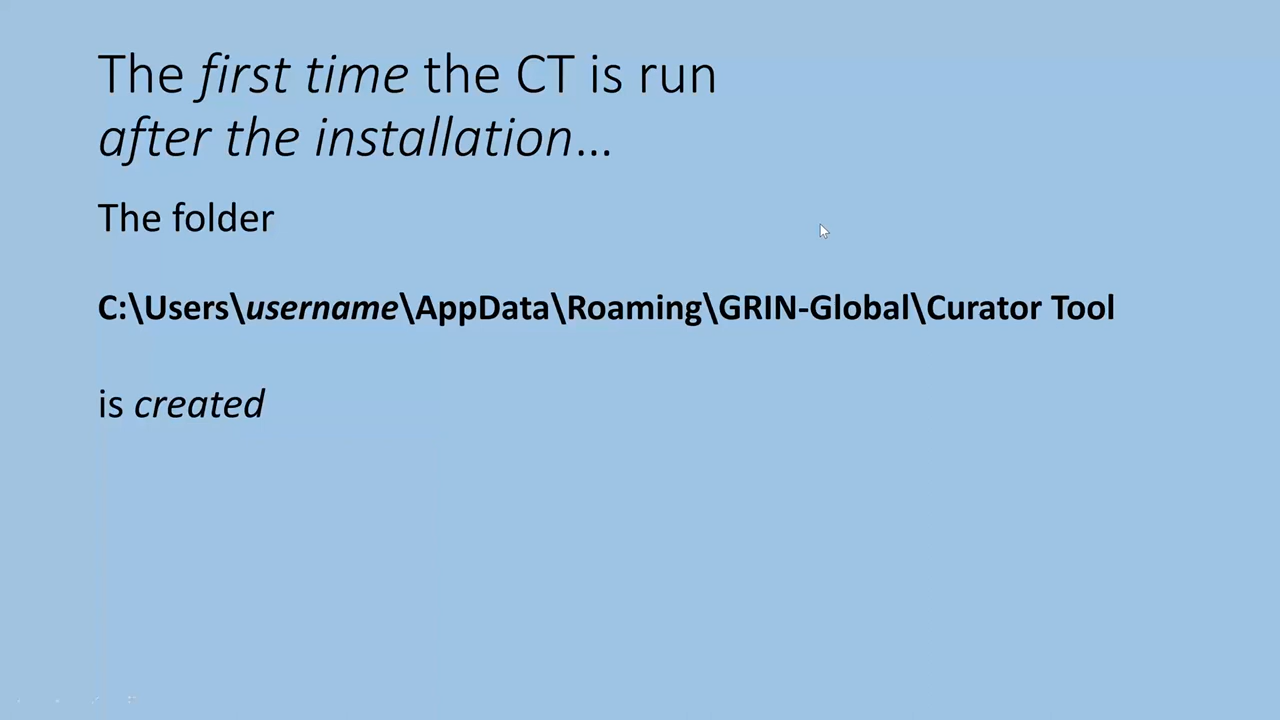 The first time the CT is run
after the installation...
The folder
C:\Users\username\AppData\Roaming\GRIN-Global\Curator Tool
is created